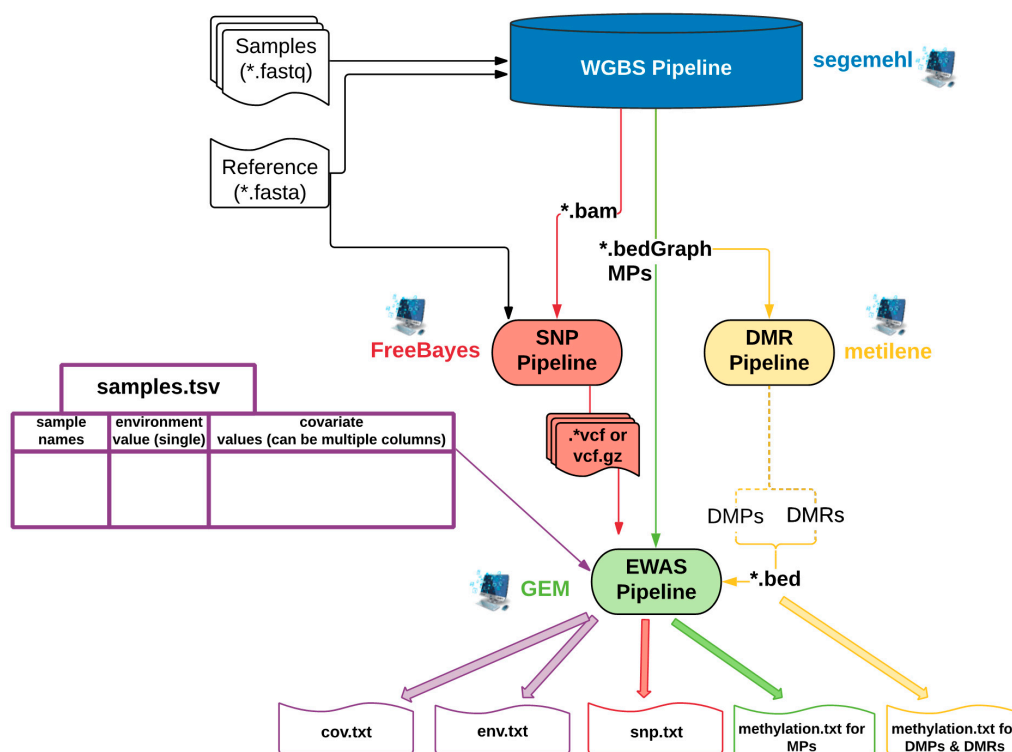 Samples
(*.fastq)
WGBS Pipeline
segemehl
Reference
(*.fasta)
*.bam
*.bedGraph
MPs
FreeBayes
SNP
Pipeline
DMR
Pipeline
metilene
samples.tsv
sample
names
environment
value (single)
covariate
values (can be multiple columns)
.*vcf or
vcf.gz
DMPs
DMRs
EWAS
Pipeline
GEM
*.bed
cov.txt
env.txt
snp.txt
methylation.txt for
MPs
methylation.txt fo
DMPs & DMRs